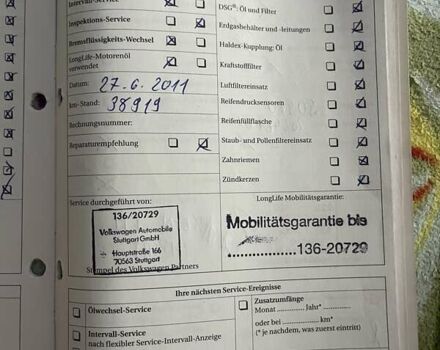 Intervall-Service
Inspektions-Service
Bremsflüssigkeits-Wechsel
LongLife-Motorenöl
verwendet
Datum: 27-6.2011
km-Stand: 38919
Rechnungsnummer:
Reparaturempfehlung
Service durchgeführt von:
136/20729
Volkswagen Automobile
Stuttgart GmbH
Hauptstraße 166
70563 Stuttgart
Stempel des Volkswagen Partners
DSG®: Öl und Filter
Erdgasbehälter und -leitungen
Haldex-Kupplung: Öl
Kraftstofffilter
Luftfiltereinsatz
Reifendrucksensoren
Reifenfüllflasche
Staub- und Pollenfiltereinsatz
Zahnriemen
Zündkerzen
LongLife Mobilitätsgarantie:
Mobilitätsgarantie bis
136-20729
Ihre nächsten Service-Ereignisse
Ölwechsel-Service
Intervall-Service
nach flexibler Service-Intervall-Anzeige
Zusatzumfänge
Monat ......... Jahr*.........
oder bei ............ km*
(* je nachdem, was zuerst eintritt)